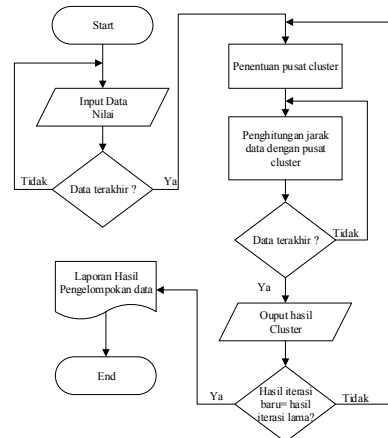 Start
Input Data
Nilai
Data terakhir ?
Tidak
Ya
Penentuan pusat cluster
Penghitungan jarak
data dengan pusat
cluster
Data terakhir ?
Tidak
Ya
Ouput hasil
Cluster
Hasil iterasi
baru= hasil
iterasi lama?
Tidak
Ya
Laporan Hasil
Pengelompokan data
End